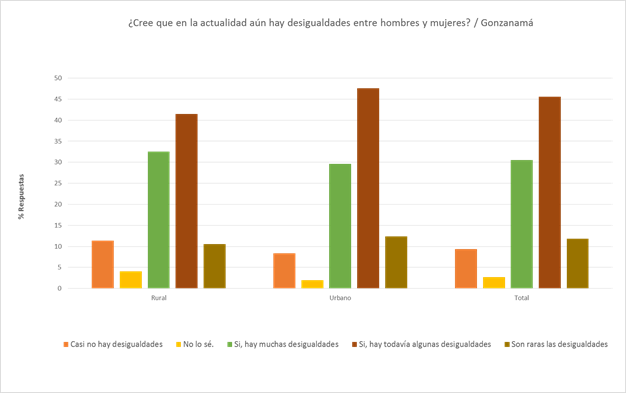 ¿Cree que en la actualidad aún hay desigualdades entre hombres y mujeres? / Gonzanamá
50
45
40
35
30
25
20
15
10
5
0
% Respuestas
Rural Urbano Total
Casi no hay desigualdades No lo sé. Si, hay muchas desigualdades Si, hay todavía algunas desigualdades Son raras las desigualdades